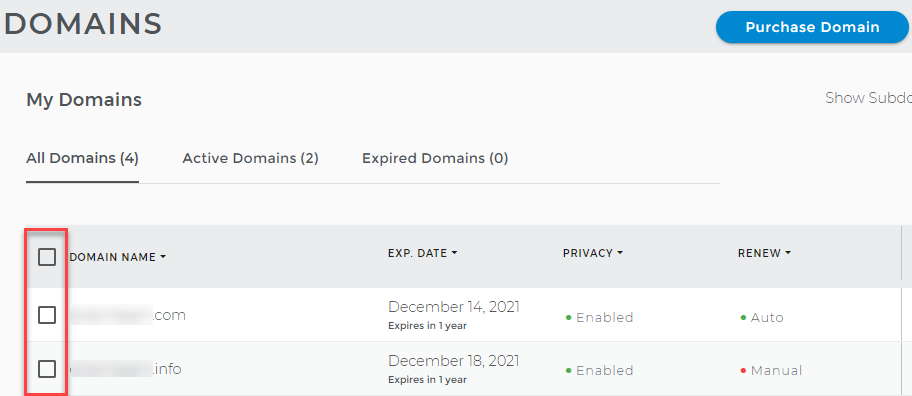 DOMAINS
Purchase Domain
My Domains
Show Subdo
All Domains (4) Active Domains (2) Expired Domains (0)
DOMAIN NAME EXP. DATE PRIVACY RENEW
.com December 14, 2021 Enabled Auto
Expires in 1 year
.info December 18, 2021 Enabled Manual
Expires in 1 year